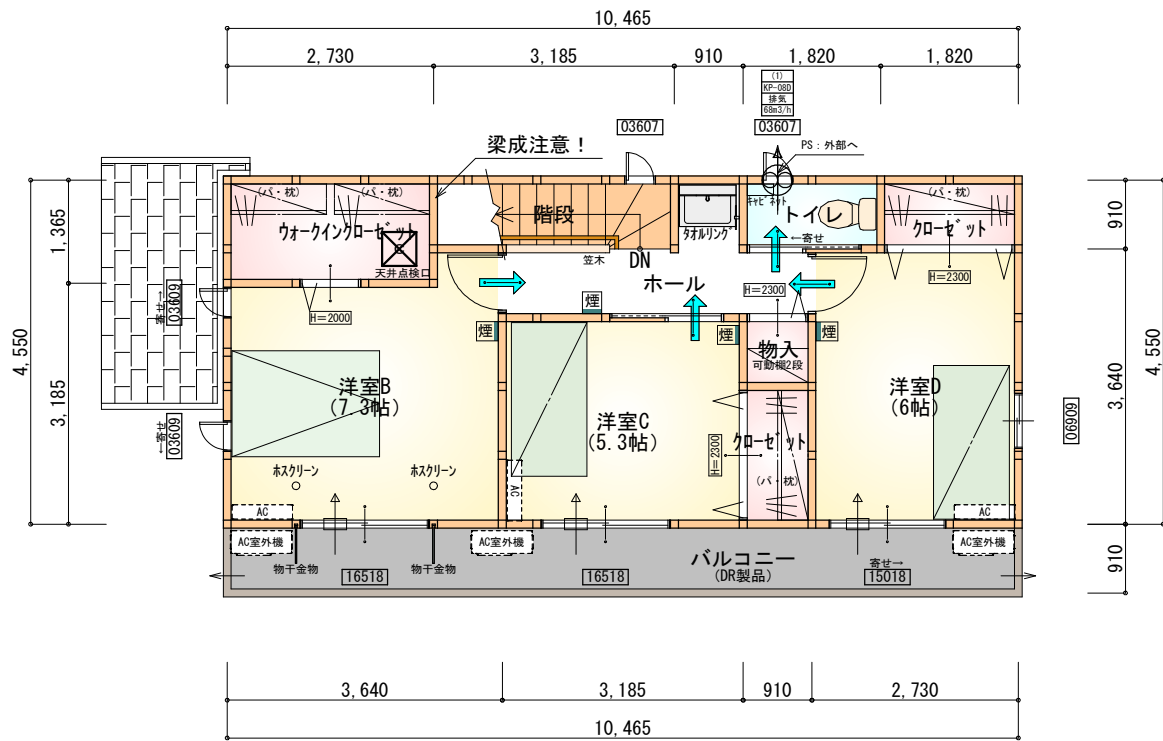 10,465
2,730
3,185
910
1,820
1,820
(1)
KP-08D
排気
68m3/h
03607
03607
梁成注意！
PS：外部へ
(パ・枕)
(パ・枕)
ウォークインクローゼット
天井点検口
階段
笠木
DN
タオルリング
キャビネット
トイレ
←寄せ
(パ・枕)
クローゼット
ホール
H=2300
H=2300
H=2000
煙
煙
煙
煙
物入
可動棚2段
1,365
3,185
4,550
寄せ→
03609
←寄せ
03609
洋室B
(7.3帖)
洋室C
(5.3帖)
洋室D
(6帖)
クローゼット
H=2300
(パ・枕)
ホスクリーン
ホスクリーン
AC
AC
AC
AC室外機
AC室外機
AC室外機
物干金物
物干金物
16518
16518
15018
寄せ→
バルコニー
(DR製品)
06909
910
3,640
910
4,550
3,640
3,185
910
2,730
10,465